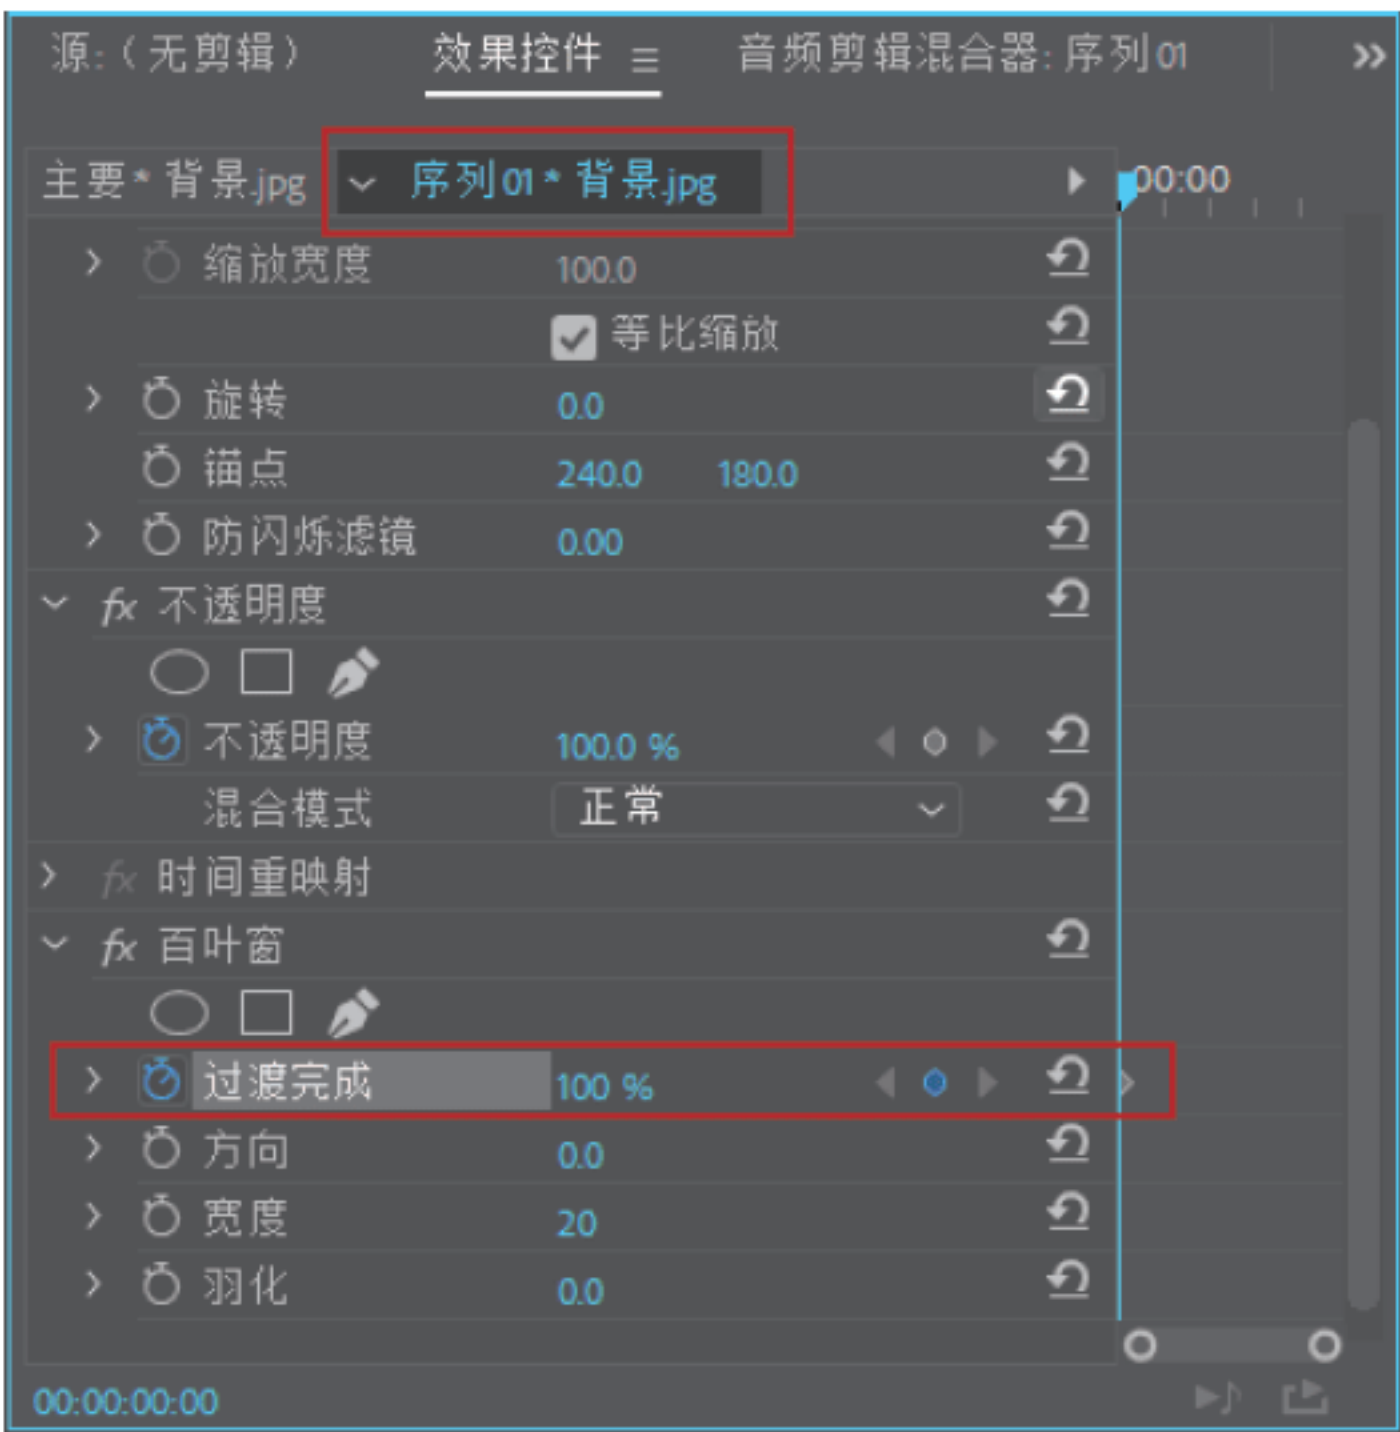 源:（无剪辑） 效果控件 音频剪辑混合器: 序列 01
主要* 背景.jpg 序列 01 * 背景.jpg 00:00
缩放宽度 100.0
等比缩放
旋转 0.0
锚点 240.0 180.0
防闪烁滤镜 0.00
fx 不透明度
不透明度 100.0 %
混合模式 正常
fx 时间重映射
fx 百叶窗
过渡完成 100 %
方向 0.0
宽度 20
羽化 0.0
00:00:00:00